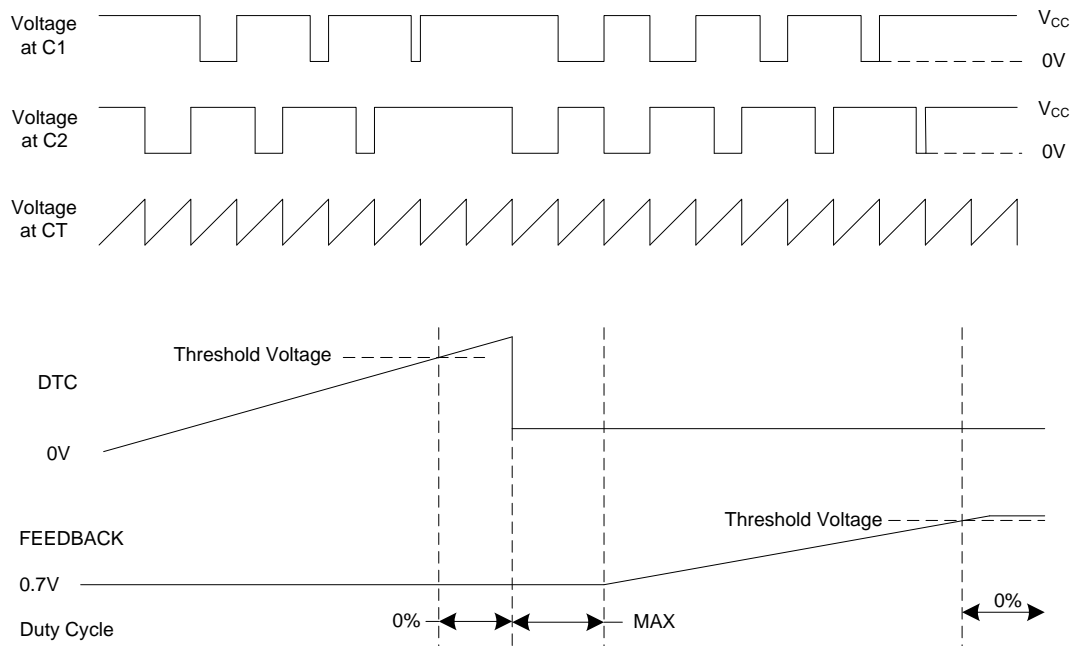 Voltage
at C1
VCC
0V
Voltage
at C2
VCC
0V
Voltage
at CT
Threshold Voltage
DTC
0V
Threshold Voltage
FEEDBACK
0.7V
0%
MAX
0%
Duty Cycle